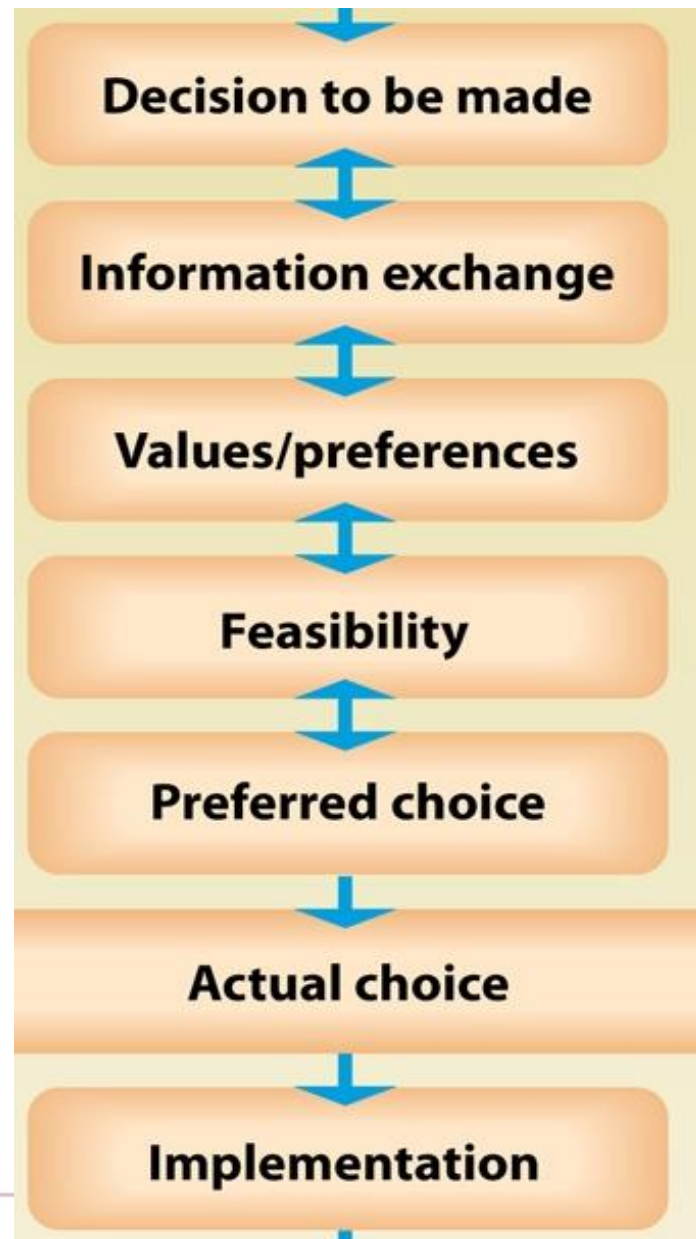 Decision to be made
Information exchange
Values/preferences
Feasibility
Preferred choice
Actual choice
Implementation